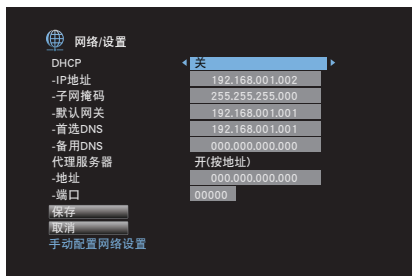 网络/设置
DHCP 关
-IP地址 192.168.001.002
-子网掩码 255.255.255.000
-默认网关 192.168.001.001
-首选DNS 192.168.001.001
-备用DNS 000.000.000.000
代理服务器 开(按地址)
-地址 000.000.000.000
-端口 00000
保存
取消
手动配置网络设置